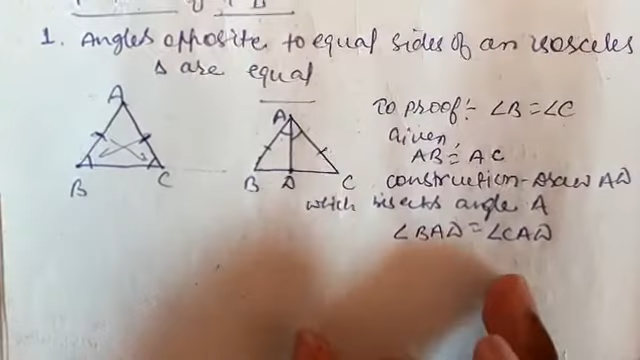 1. Angles opposite to equal sides of an isosceles
Δ are equal
A
B
C
A
B
D
C
To proof:- ∠B = ∠C
Given,
AB = AC
construction - Draw AD
which bisects angle A
∠BAD = ∠CAD